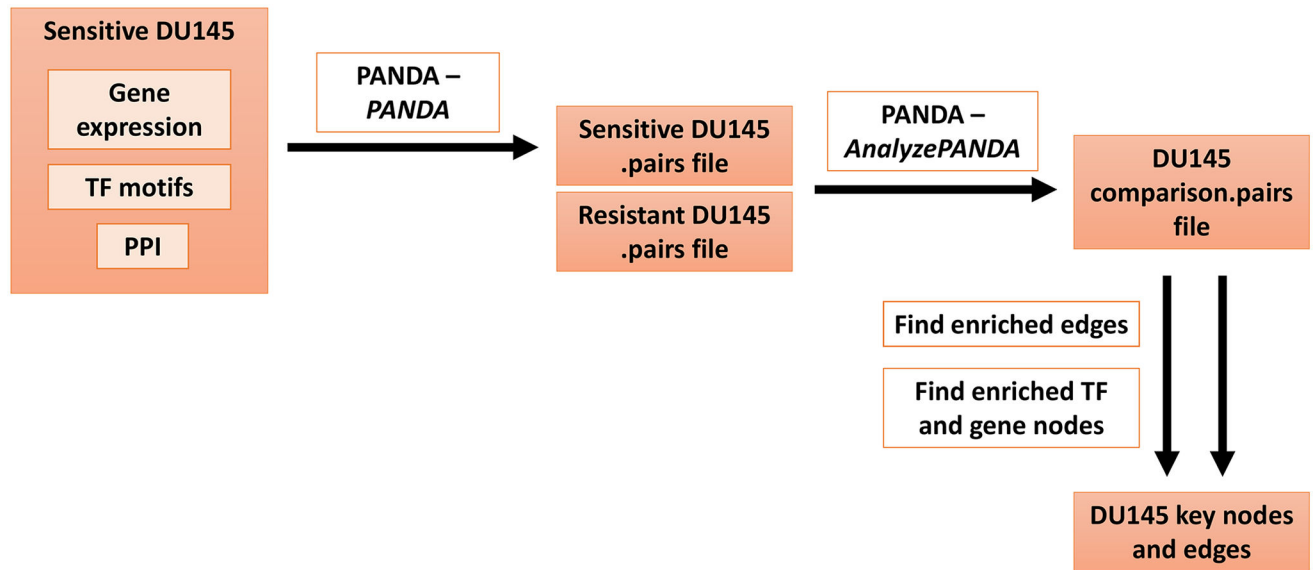 Sensitive DU145
Gene
expression
TF motifs
PPI
PANDA –
PANDA
Sensitive DU145
.pairs file
Resistant DU145
.pairs file
PANDA –
AnalyzePANDA
DU145
comparison.pairs
file
Find enriched edges
Find enriched TF
and gene nodes
DU145 key nodes
and edges